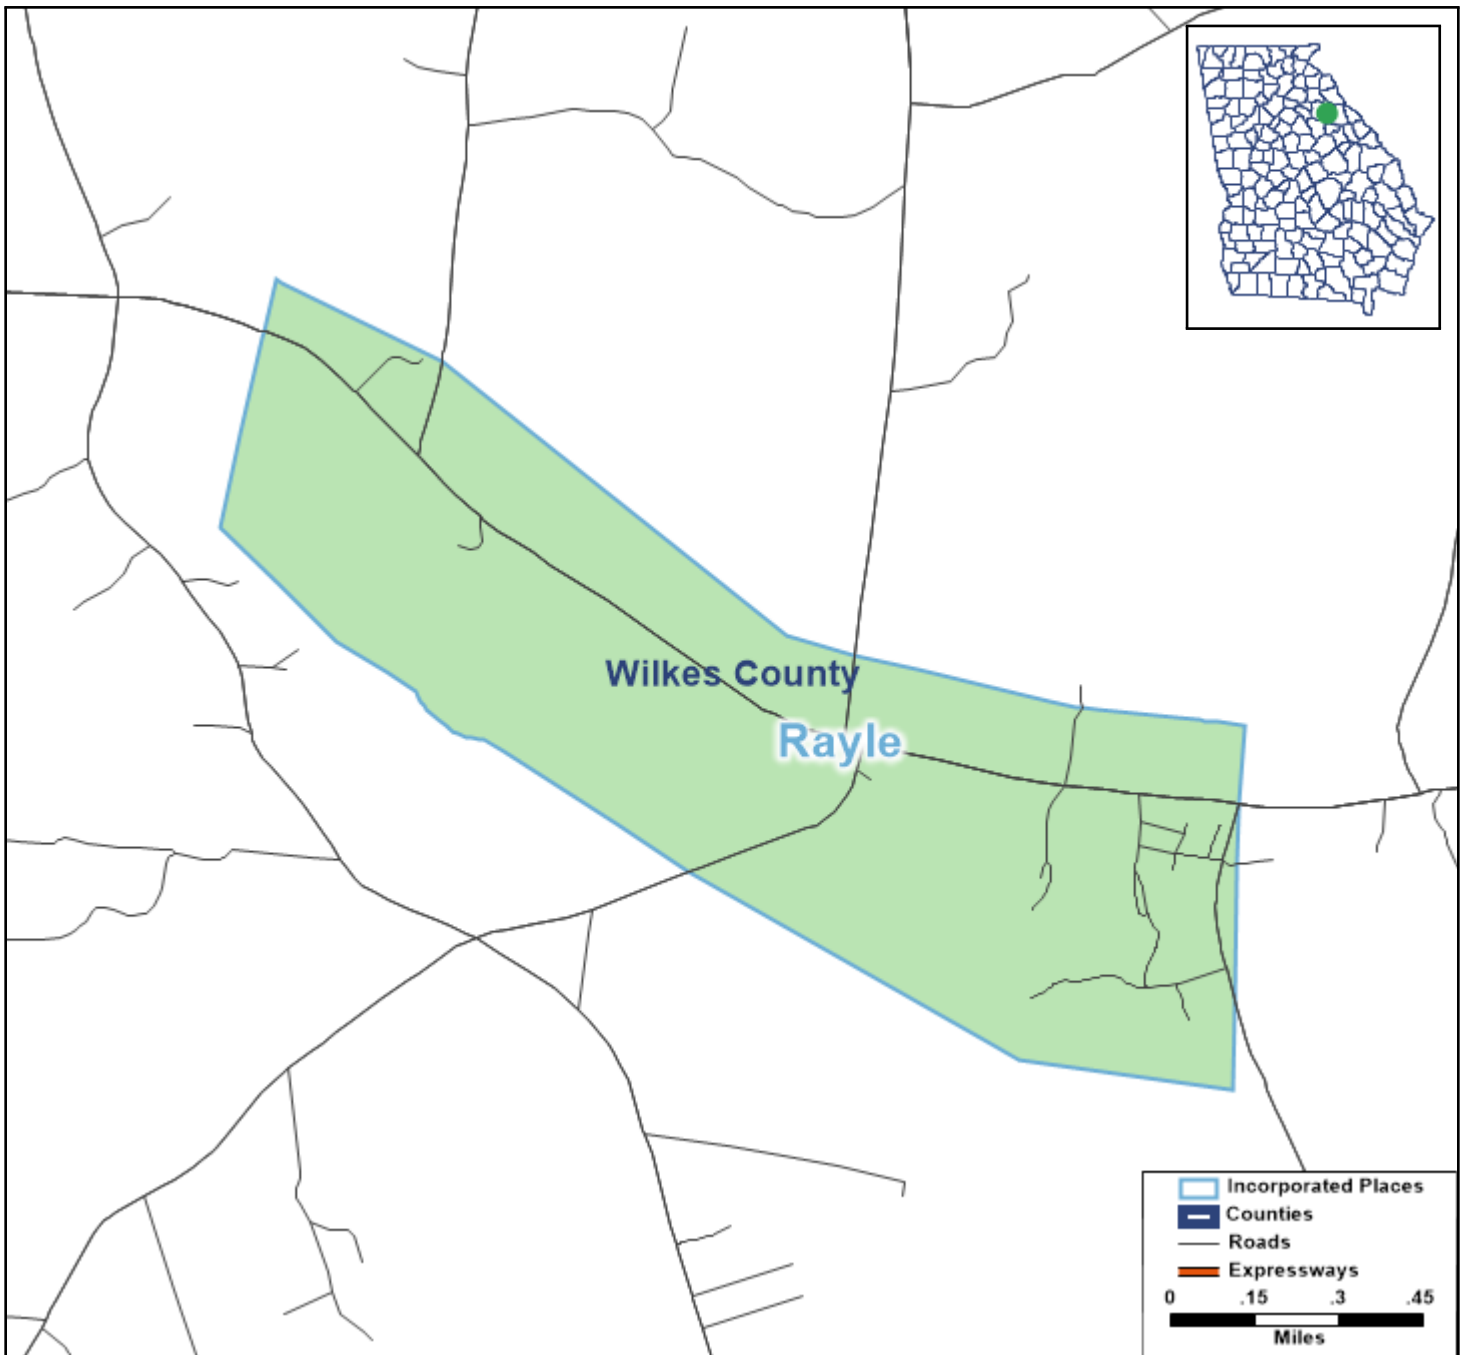 Wilkes County
Rayle
Incorporated Places
Counties
Roads
Expressways
0 .15 .3 .45
Miles